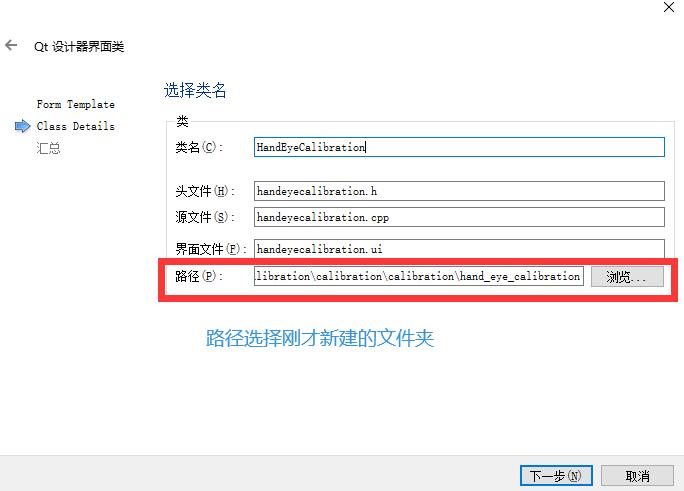 Qt 设计器界面类
Form Template
Class Details
汇总
选择类名
类
类名(C): HandEyeCalibration
头文件(H): handeyecalibration.h
源文件(S): handeyecalibration.cpp
界面文件(F): handeyecalibration.ui
路径(P): .libration\calibration\calibration\hand_eye_calibration 浏览...
路径选择刚才新建的文件夹
下一步(N) 取消